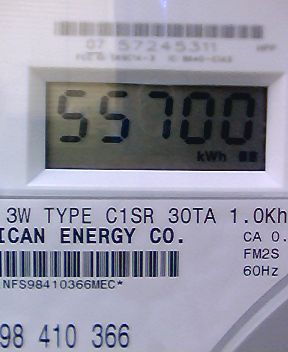 07 57245311
55700
kWh
3W TYPE C1SR 30TA 1.0Kh
ICAN ENERGY CO.
CA 0.
FM2S
60Hz
NFS98410366MEC*
98 410 366